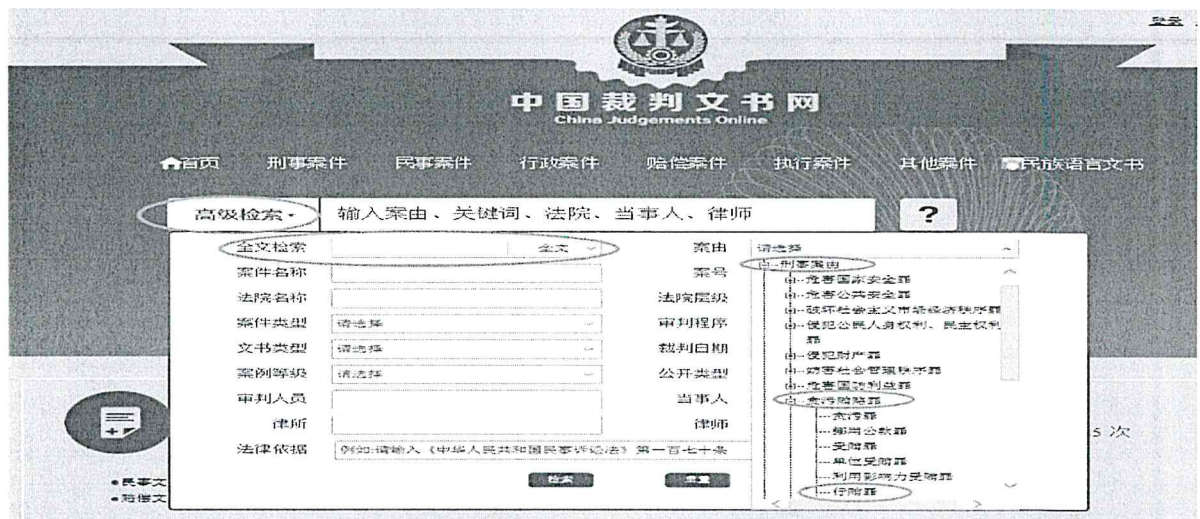 登录
中国裁判文书网
China Judgements Online
首页 刑事案件 民事案件 行政案件 赔偿案件 执行案件 其他案件 民族语言文书
高级检索 输入案由、关键词、法院、当事人、律师 ?
全文检索 全文 案由 请选择
刑事案由
案件名称 案号
危害国家安全罪
危害公共安全罪
法院名称 法院层级
破坏社会主义市场经济秩序罪
案件类型 请选择 审判程序
侵犯公民人身权利、民主权利
罪
文书类型 请选择 裁判日期
侵犯财产罪
案例等级 请选择 公开类型
妨害社会管理秩序罪
危害国防利益罪
审判人员 当事人
贪污贿赂罪
贪污罪
律所 律师
挪用公款罪
5 次
受贿罪
法律依据 例如:请输入《中华人民共和国民事诉讼法》第一百七十条
单位受贿罪
检索 重置
利用影响力受贿罪
行贿罪
民事文
赔偿文